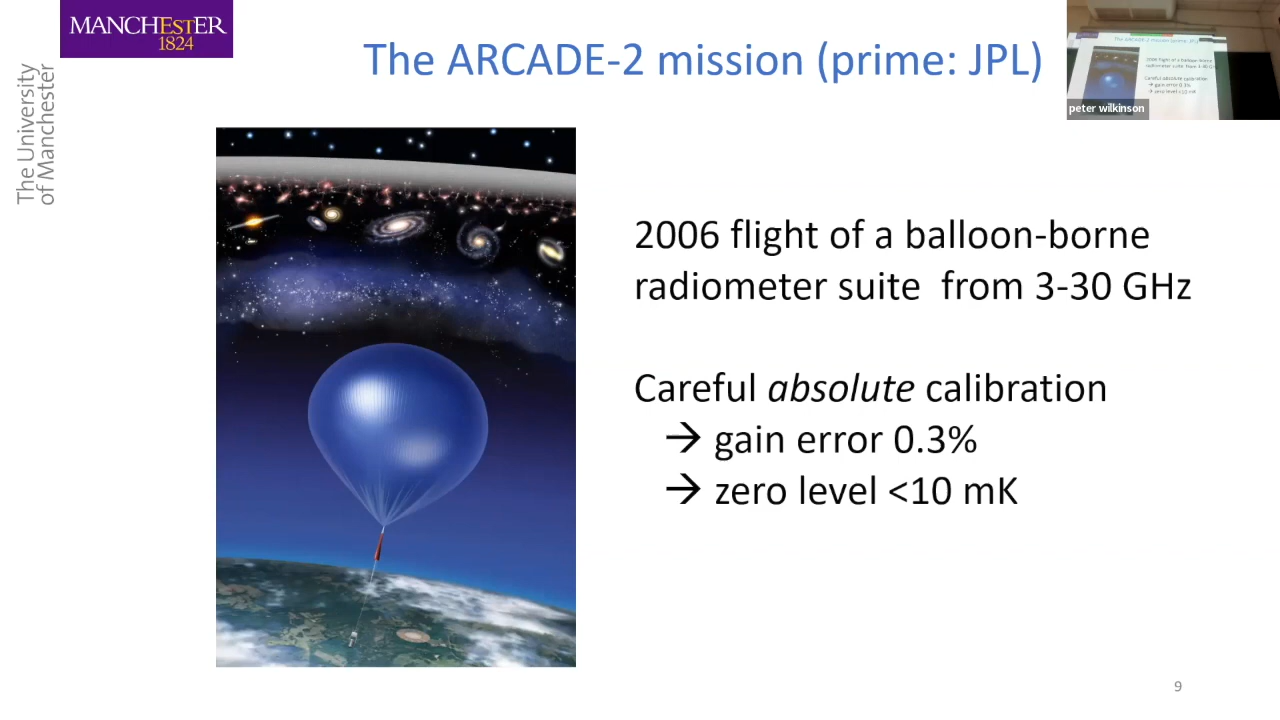 MANCHESTER
1824
The University
of Manchester
The ARCADE-2 mission (prime: JPL)
peter wilkinson
2006 flight of a balloon-borne
radiometer suite from 3-30 GHz
Careful absolute calibration
→ gain error 0.3%
→ zero level <10 mK
9